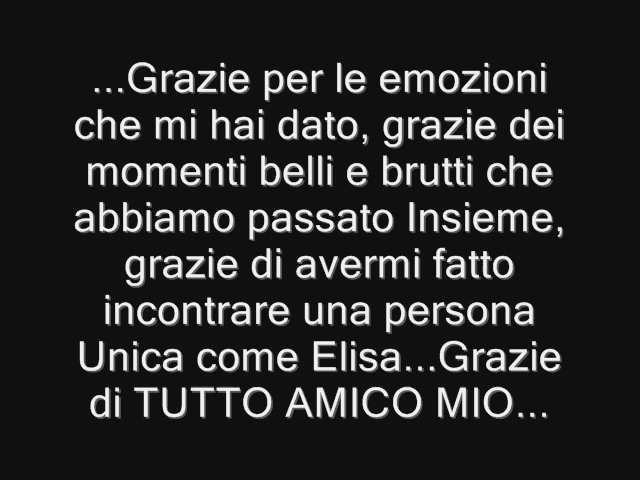 ...Grazie per le emozioni
che mi hai dato, grazie dei
momenti belli e brutti che
abbiamo passato Insieme,
grazie di avermi fatto
incontrare una persona
Unica come Elisa...Grazie
di TUTTO AMICO MIO...